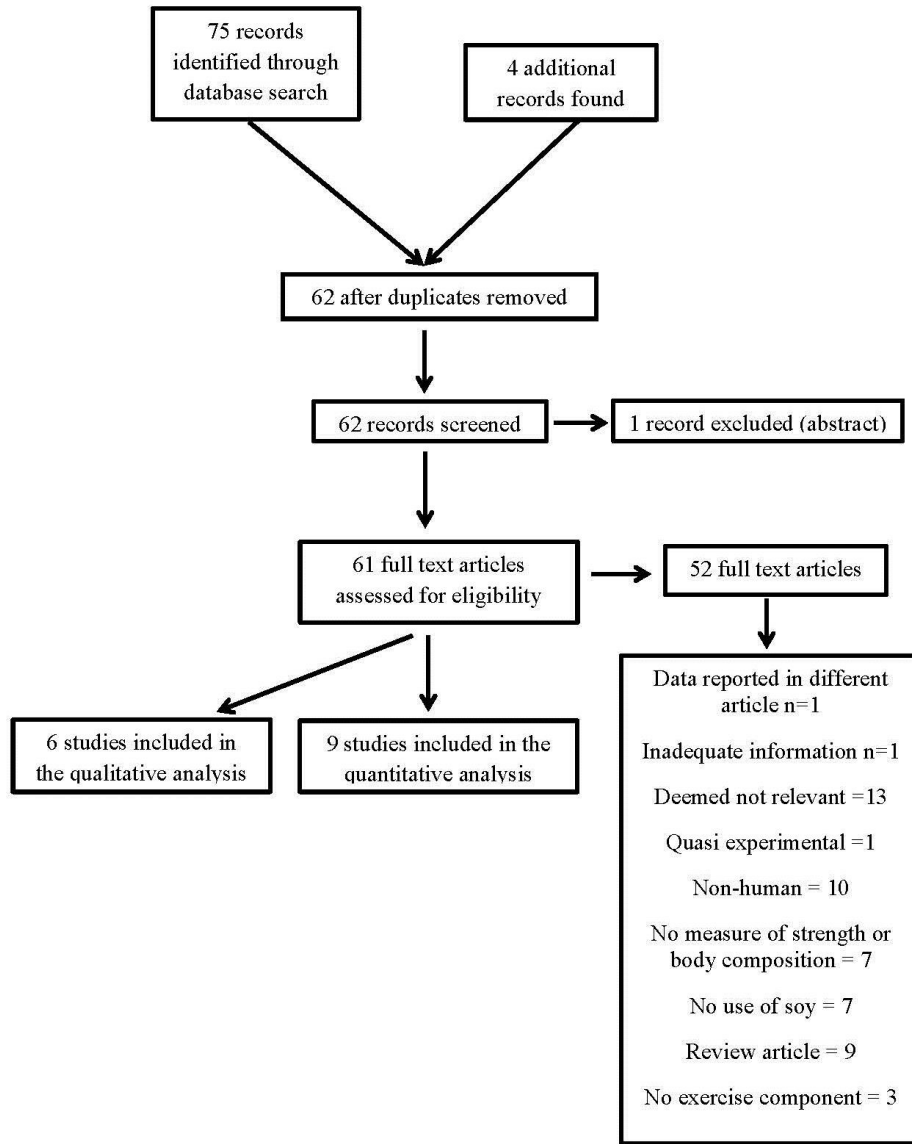 75 records
identified through
database search
4 additional
records found
62 after duplicates removed
62 records screened
1 record excluded (abstract)
61 full text articles
assessed for eligibility
52 full text articles
6 studies included in
the qualitative analysis
9 studies included in the
quantitative analysis
Data reported in different
article n=1
Inadequate information n=1
Deemed not relevant =13
Quasi experimental =1
Non-human = 10
No measure of strength or
body composition = 7
No use of soy = 7
Review article = 9
No exercise component = 3